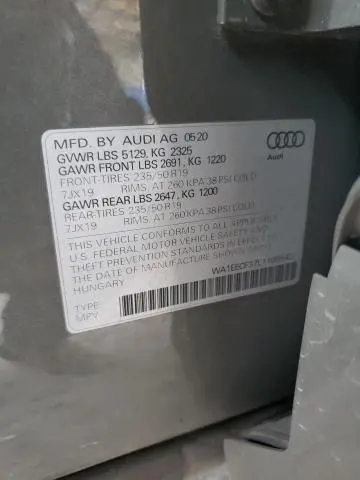 MFD. BY AUDI AG 0520
GVWR LBS 5129, KG 2325
GAWR FRONT LBS 2691, KG 1220
FRONT-TIRES 235/50 R19
7JX19 RIMS. AT 260 KPA 38 PSI COLD
GAWR REAR LBS 2647, KG 1200
REAR-TIRES 235/50 R19
7JX19 RIMS. AT 260 KPA 38 PSI COLD
THIS VEHICLE CONFORMS TO ALL APPLICABLE
U.S. FEDERAL MOTOR VEHICLE SAFETY AND
THEFT PREVENTION STANDARDS IN EFFECT ON
THE DATE OF MANUFACTURE SHOWN ABOVE
HUNGARY
TYPE:
MPV
Audi